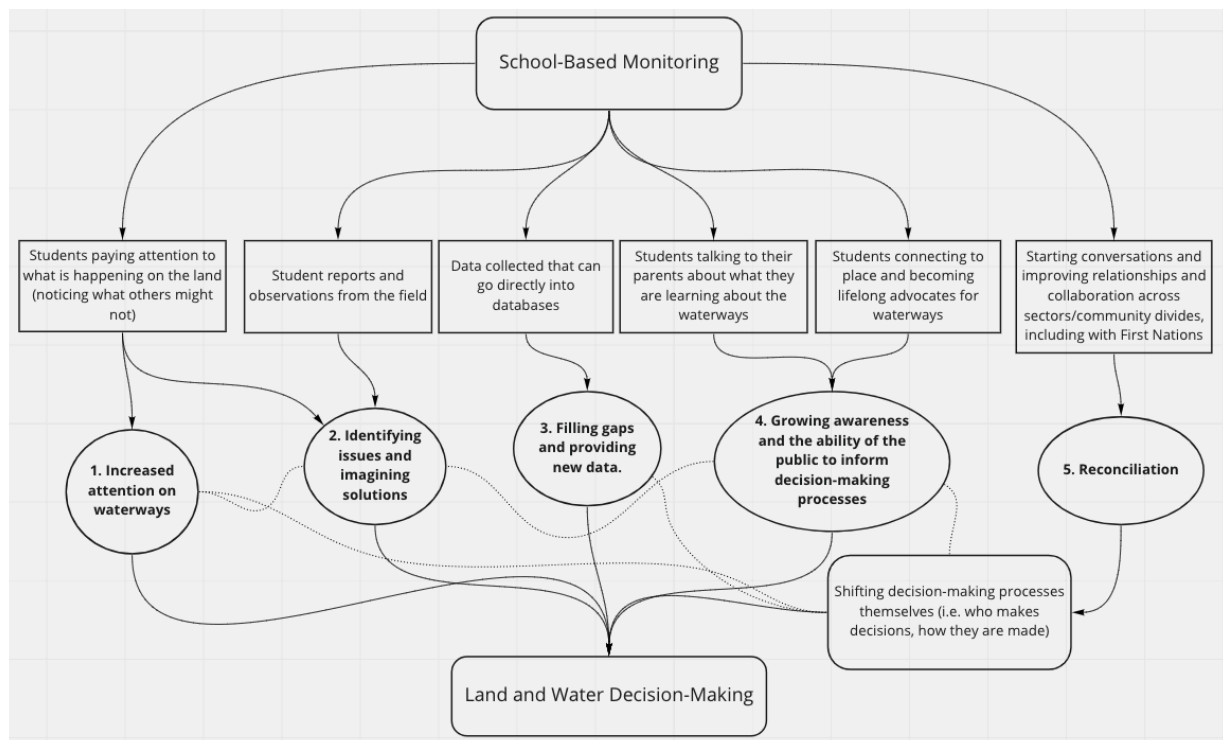 School-Based Monitoring
Students paying attention to
what is happening on the land
(noticing what others might
not)
Student reports and
observations from the field
Data collected that can
go directly into
databases
Students talking to their
parents about what they
are learning about the
waterways
Students connecting to
place and becoming
lifelong advocates for
waterways
Starting conversations and
improving relationships and
collaboration across
sectors/community divides,
including with First Nations
1. Increased
attention on
waterways
2. Identifying
issues and
imagining
solutions
3. Filling gaps
and providing
new data.
4. Growing awareness
and the ability of the
public to inform
decision-making
processes
5. Reconciliation
Shifting decision-making processes
themselves (i.e. who makes
decisions, how they are made)
Land and Water Decision-Making